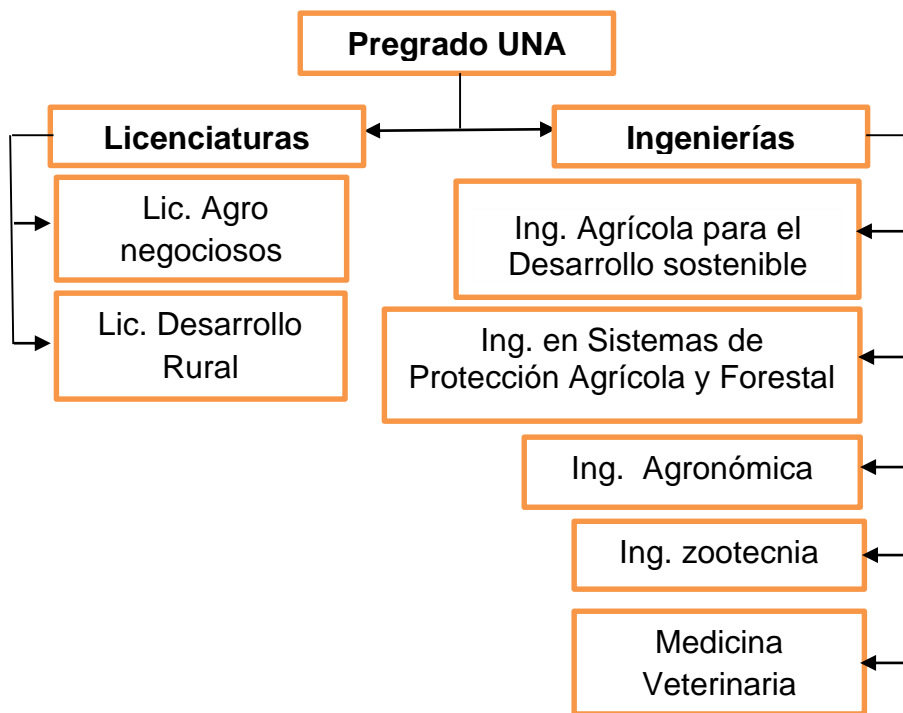 Pregrado UNA
Licenciaturas
Ingenierías
Lic. Agro
negociosos
Lic. Desarrollo
Rural
Ing. Agrícola para el
Desarrollo sostenible
Ing. en Sistemas de
Protección Agrícola y Forestal
Ing. Agronómica
Ing. zootecnia
Medicina
Veterinaria